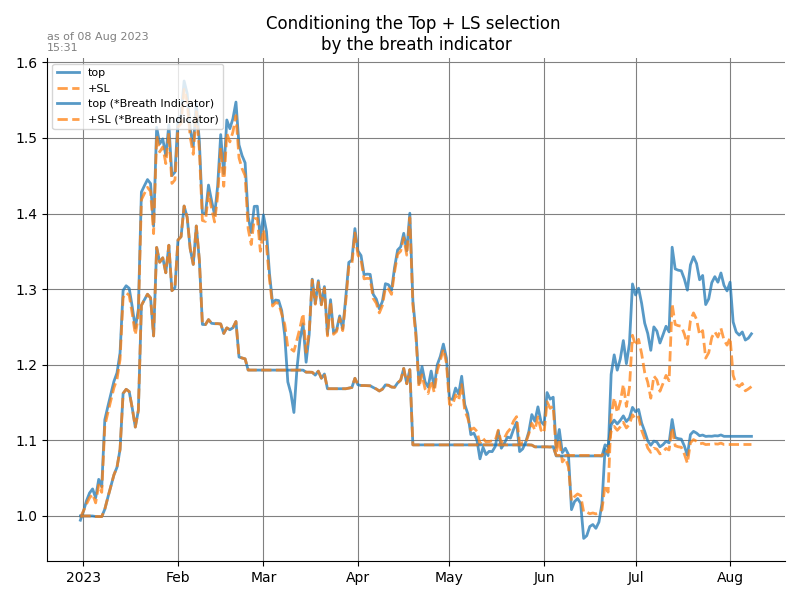 Conditioning the Top + LS selection
by the breath indicator
as of 08 Aug 2023
15:31
top
+SL
top (*Breath Indicator)
+SL (*Breath Indicator)
1.6
1.5
1.4
1.3
1.2
1.1
1.0
2023 Feb Mar Apr May Jun Jul Aug